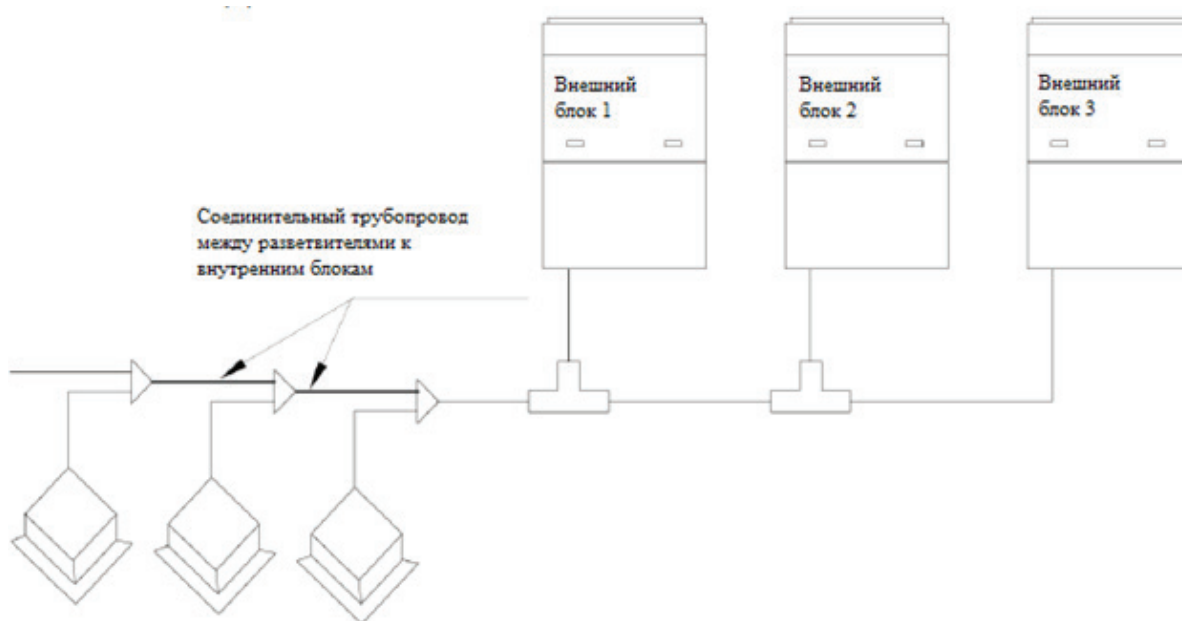 Внешний
блок 1
Внешний
блок 2
Внешний
блок 3
Соединительный трубопровод
между разветвителями к
внутренним блокам